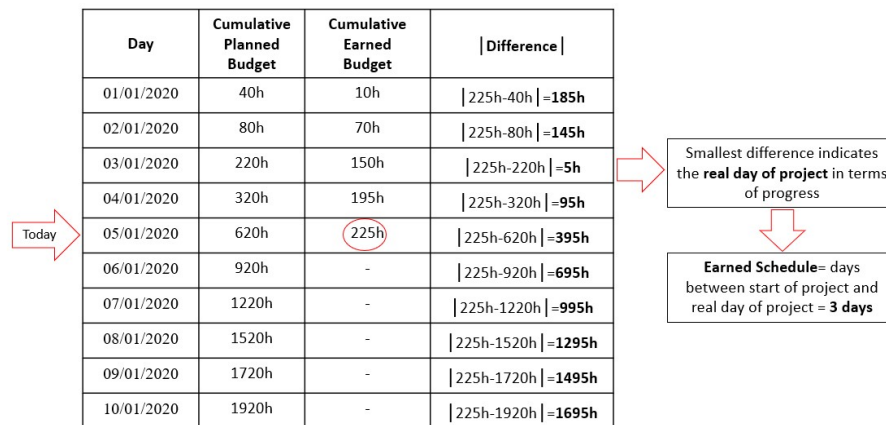 Day
Cumulative
Planned
Budget
Cumulative
Earned
Budget
|Difference|
01/01/2020 40h 10h |225h-40h|=185h
02/01/2020 80h 70h |225h-80h|=145h
03/01/2020 220h 150h |225h-220h|=5h
04/01/2020 320h 195h |225h-320h|=95h
Today
05/01/2020 620h 225h |225h-620h|=395h
06/01/2020 920h - |225h-920h|=695h
07/01/2020 1220h - |225h-1220h|=995h
08/01/2020 1520h - |225h-1520h|=1295h
09/01/2020 1720h - |225h-1720h|=1495h
10/01/2020 1920h - |225h-1920h|=1695h
Smallest difference indicates
the real day of project in terms
of progress
Earned Schedule= days
between start of project and
real day of project = 3 days